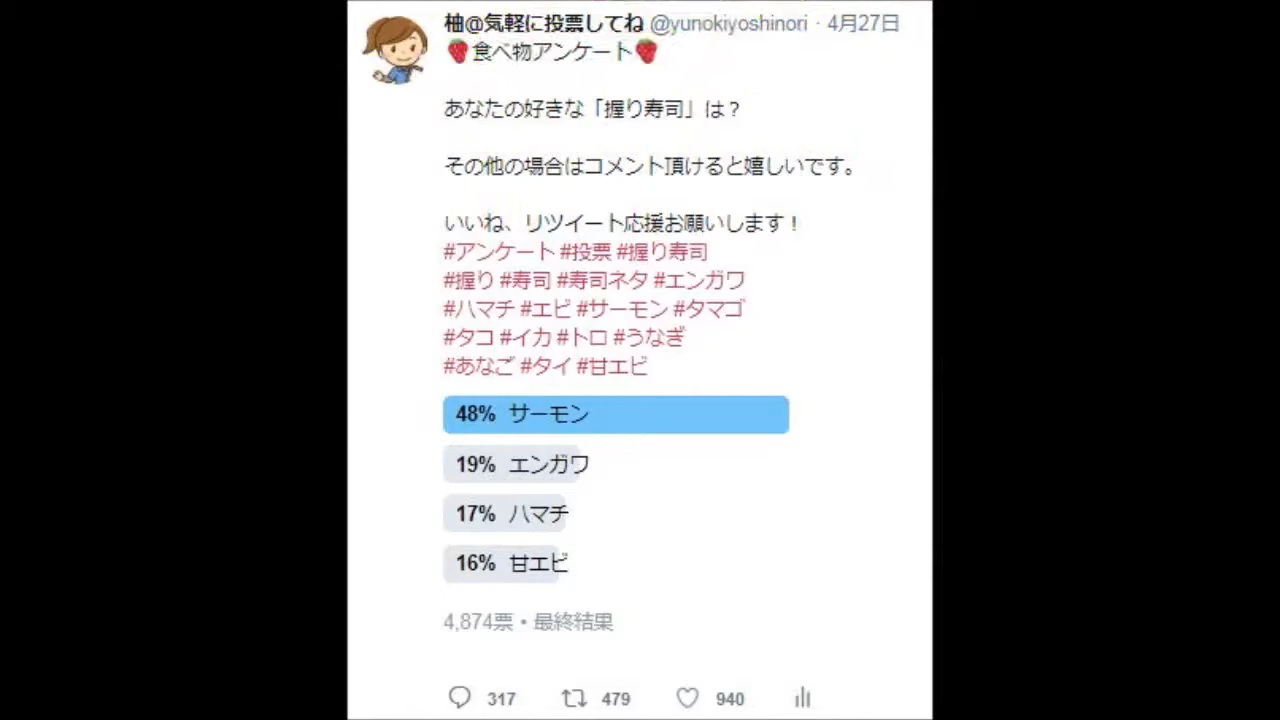 柚@気軽に投票してね @yunokiyoshinori · 4月27日
🍓食べ物アンケート🍓
あなたの好きな「握り寿司」は？
その他の場合はコメント頂けると嬉しいです。
いいね、リツイート応援お願いします！
#アンケート #投票 #握り寿司
#握り #寿司 #寿司ネタ #エンガワ
#ハマチ #エビ #サーモン #タマゴ
#タコ #イカ #トロ #うなぎ
#あなご #タイ #甘エビ
48% サーモン
19% エンガワ
17% ハマチ
16% 甘エビ
4,874票・最終結果
317 479 940